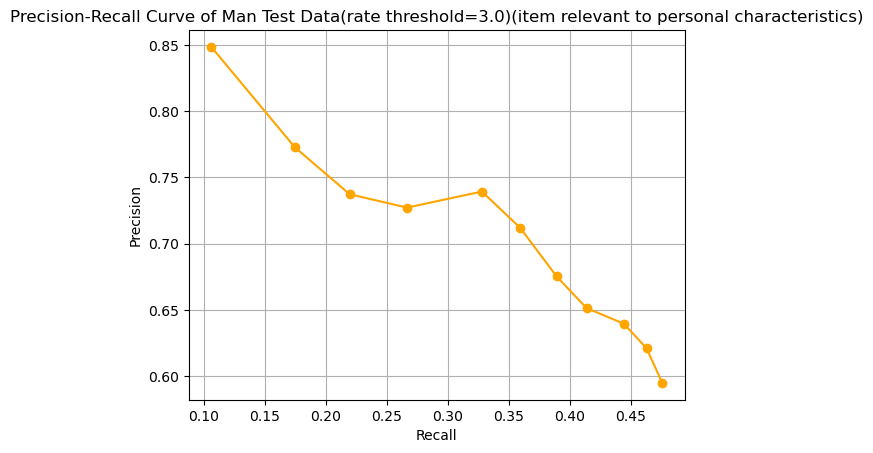 Precision-Recall Curve of Man Test Data(rate threshold=3.0)(item relevant to personal characteristics)
0.85
0.80
0.75
0.70
0.65
0.60
Precision
0.10 0.15 0.20 0.25 0.30 0.35 0.40 0.45
Recall